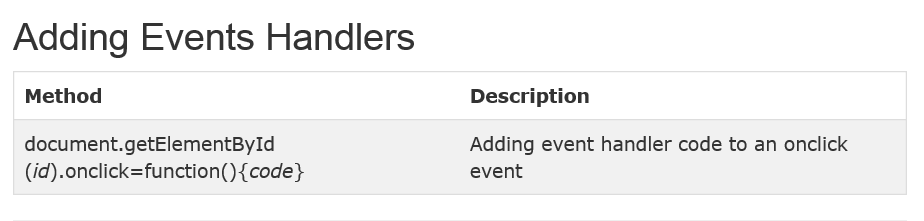 Adding Events Handlers
Method
Description
document.getElementById
(id).onclick=function(){code}
Adding event handler code to an onclick
event